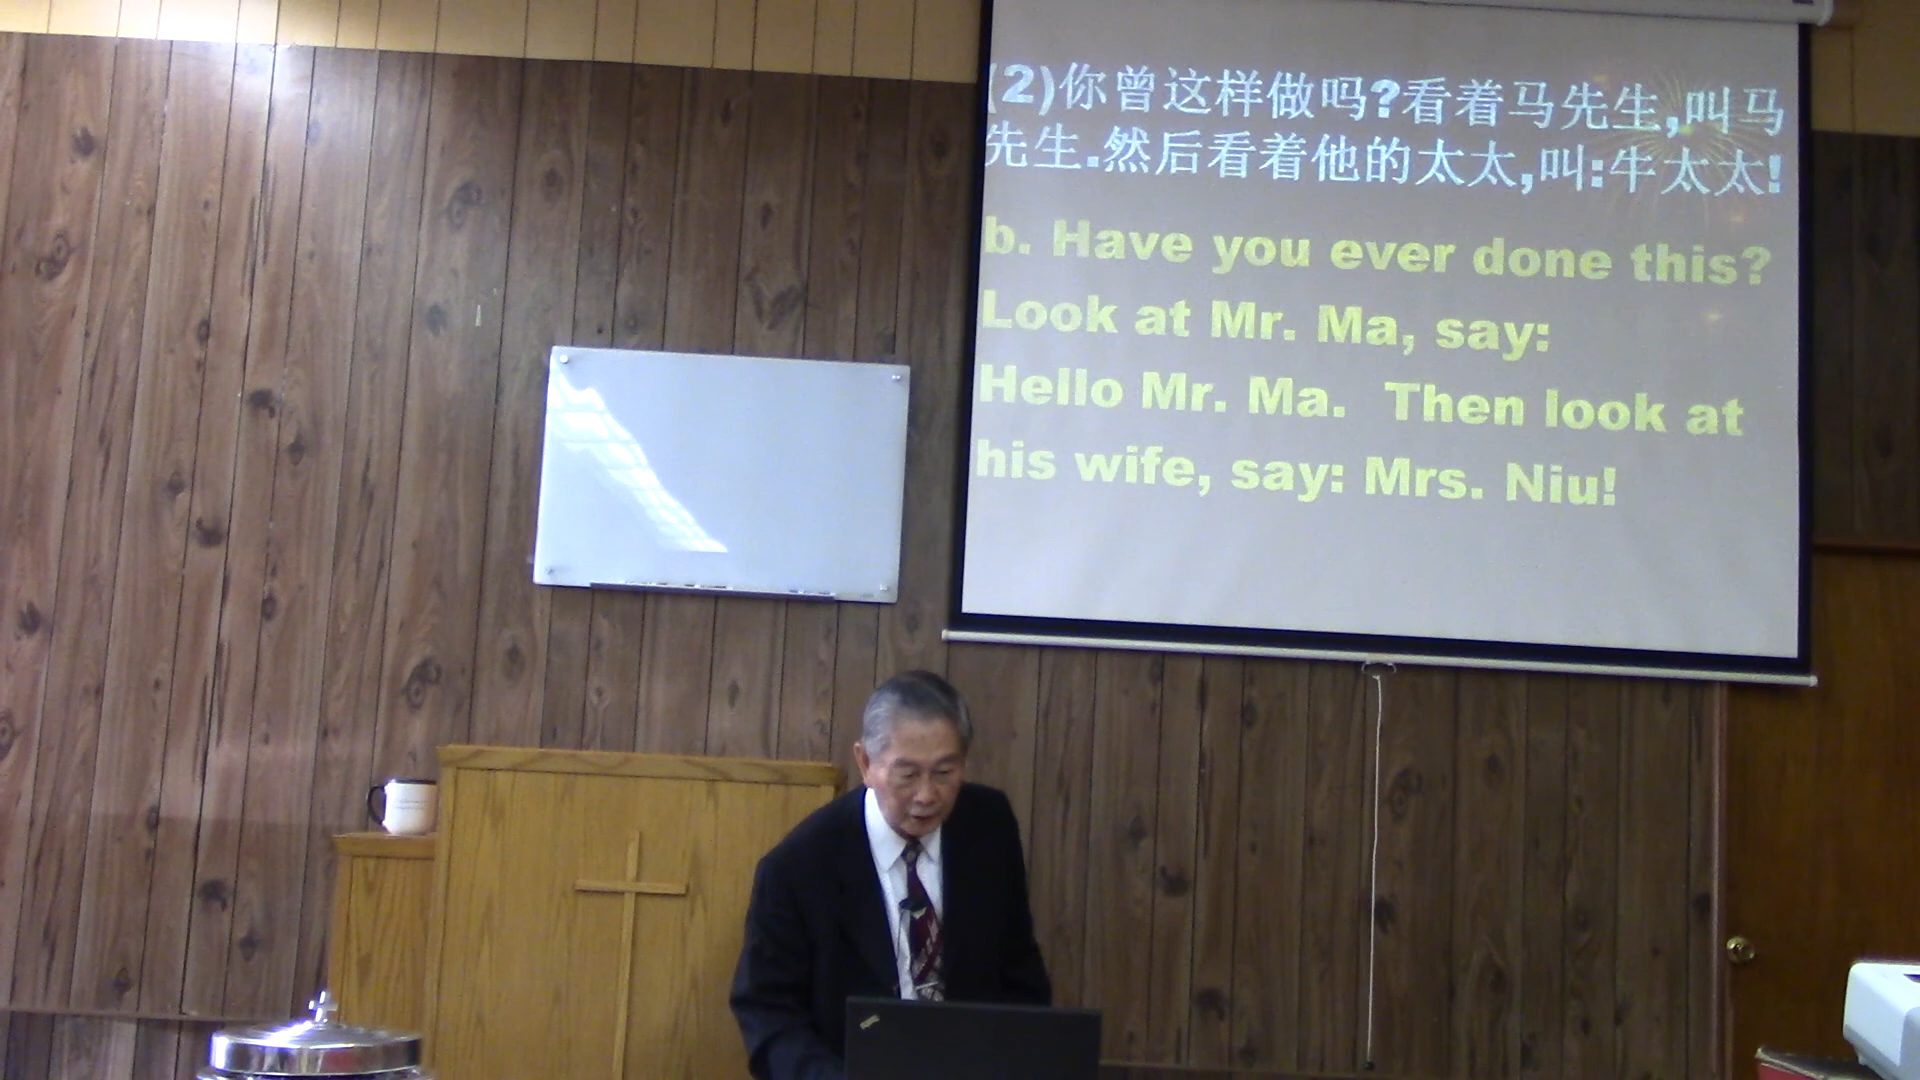 (2)你曾这样做吗?看着马先生,叫马
先生.然后看着他的太太,叫:牛太太!
b. Have you ever done this?
Look at Mr. Ma, say:
Hello Mr. Ma. Then look at
his wife, say: Mrs. Niu!